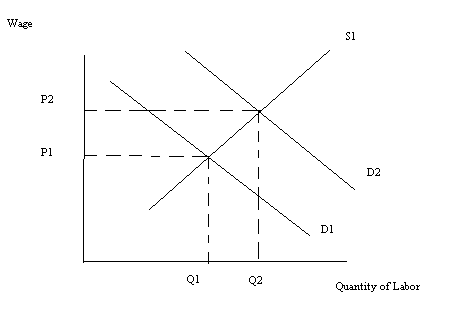 Wage
S1
P2
P1
D2
D1
Q1
Q2
Quantity of Labor